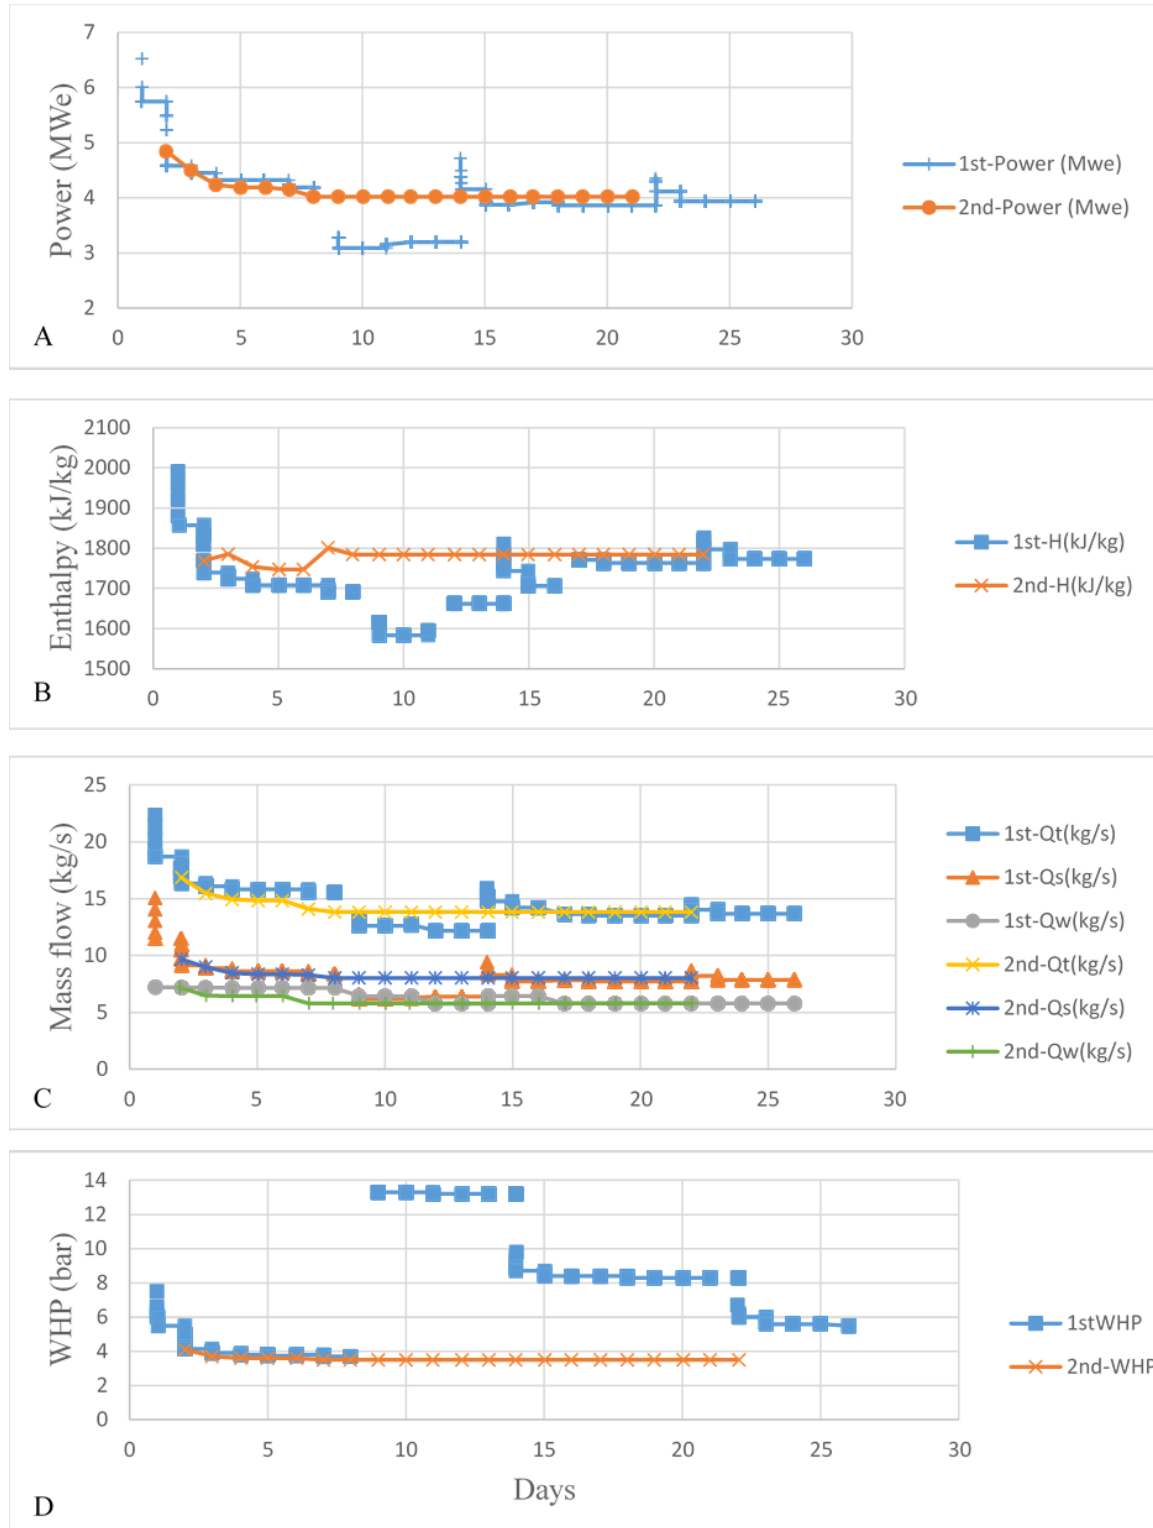 7
6
5
4
3
2
Power (MWe)
0 5 10 15 20 25 30
1st-Power (Mwe)
2nd-Power (Mwe)
A
2100
2000
1900
1800
1700
1600
1500
Enthalpy (kJ/kg)
0 5 10 15 20 25 30
1st-H(kJ/kg)
2nd-H(kJ/kg)
B
25
20
15
10
5
0
Mass flow (kg/s)
0 5 10 15 20 25 30
1st-Qt(kg/s)
1st-Qs(kg/s)
1st-Qw(kg/s)
2nd-Qt(kg/s)
2nd-Qs(kg/s)
2nd-Qw(kg/s)
C
14
12
10
8
6
4
2
0
WHP (bar)
0 5 10 15 20 25 30
1stWHP
2nd-WHP
Days
D